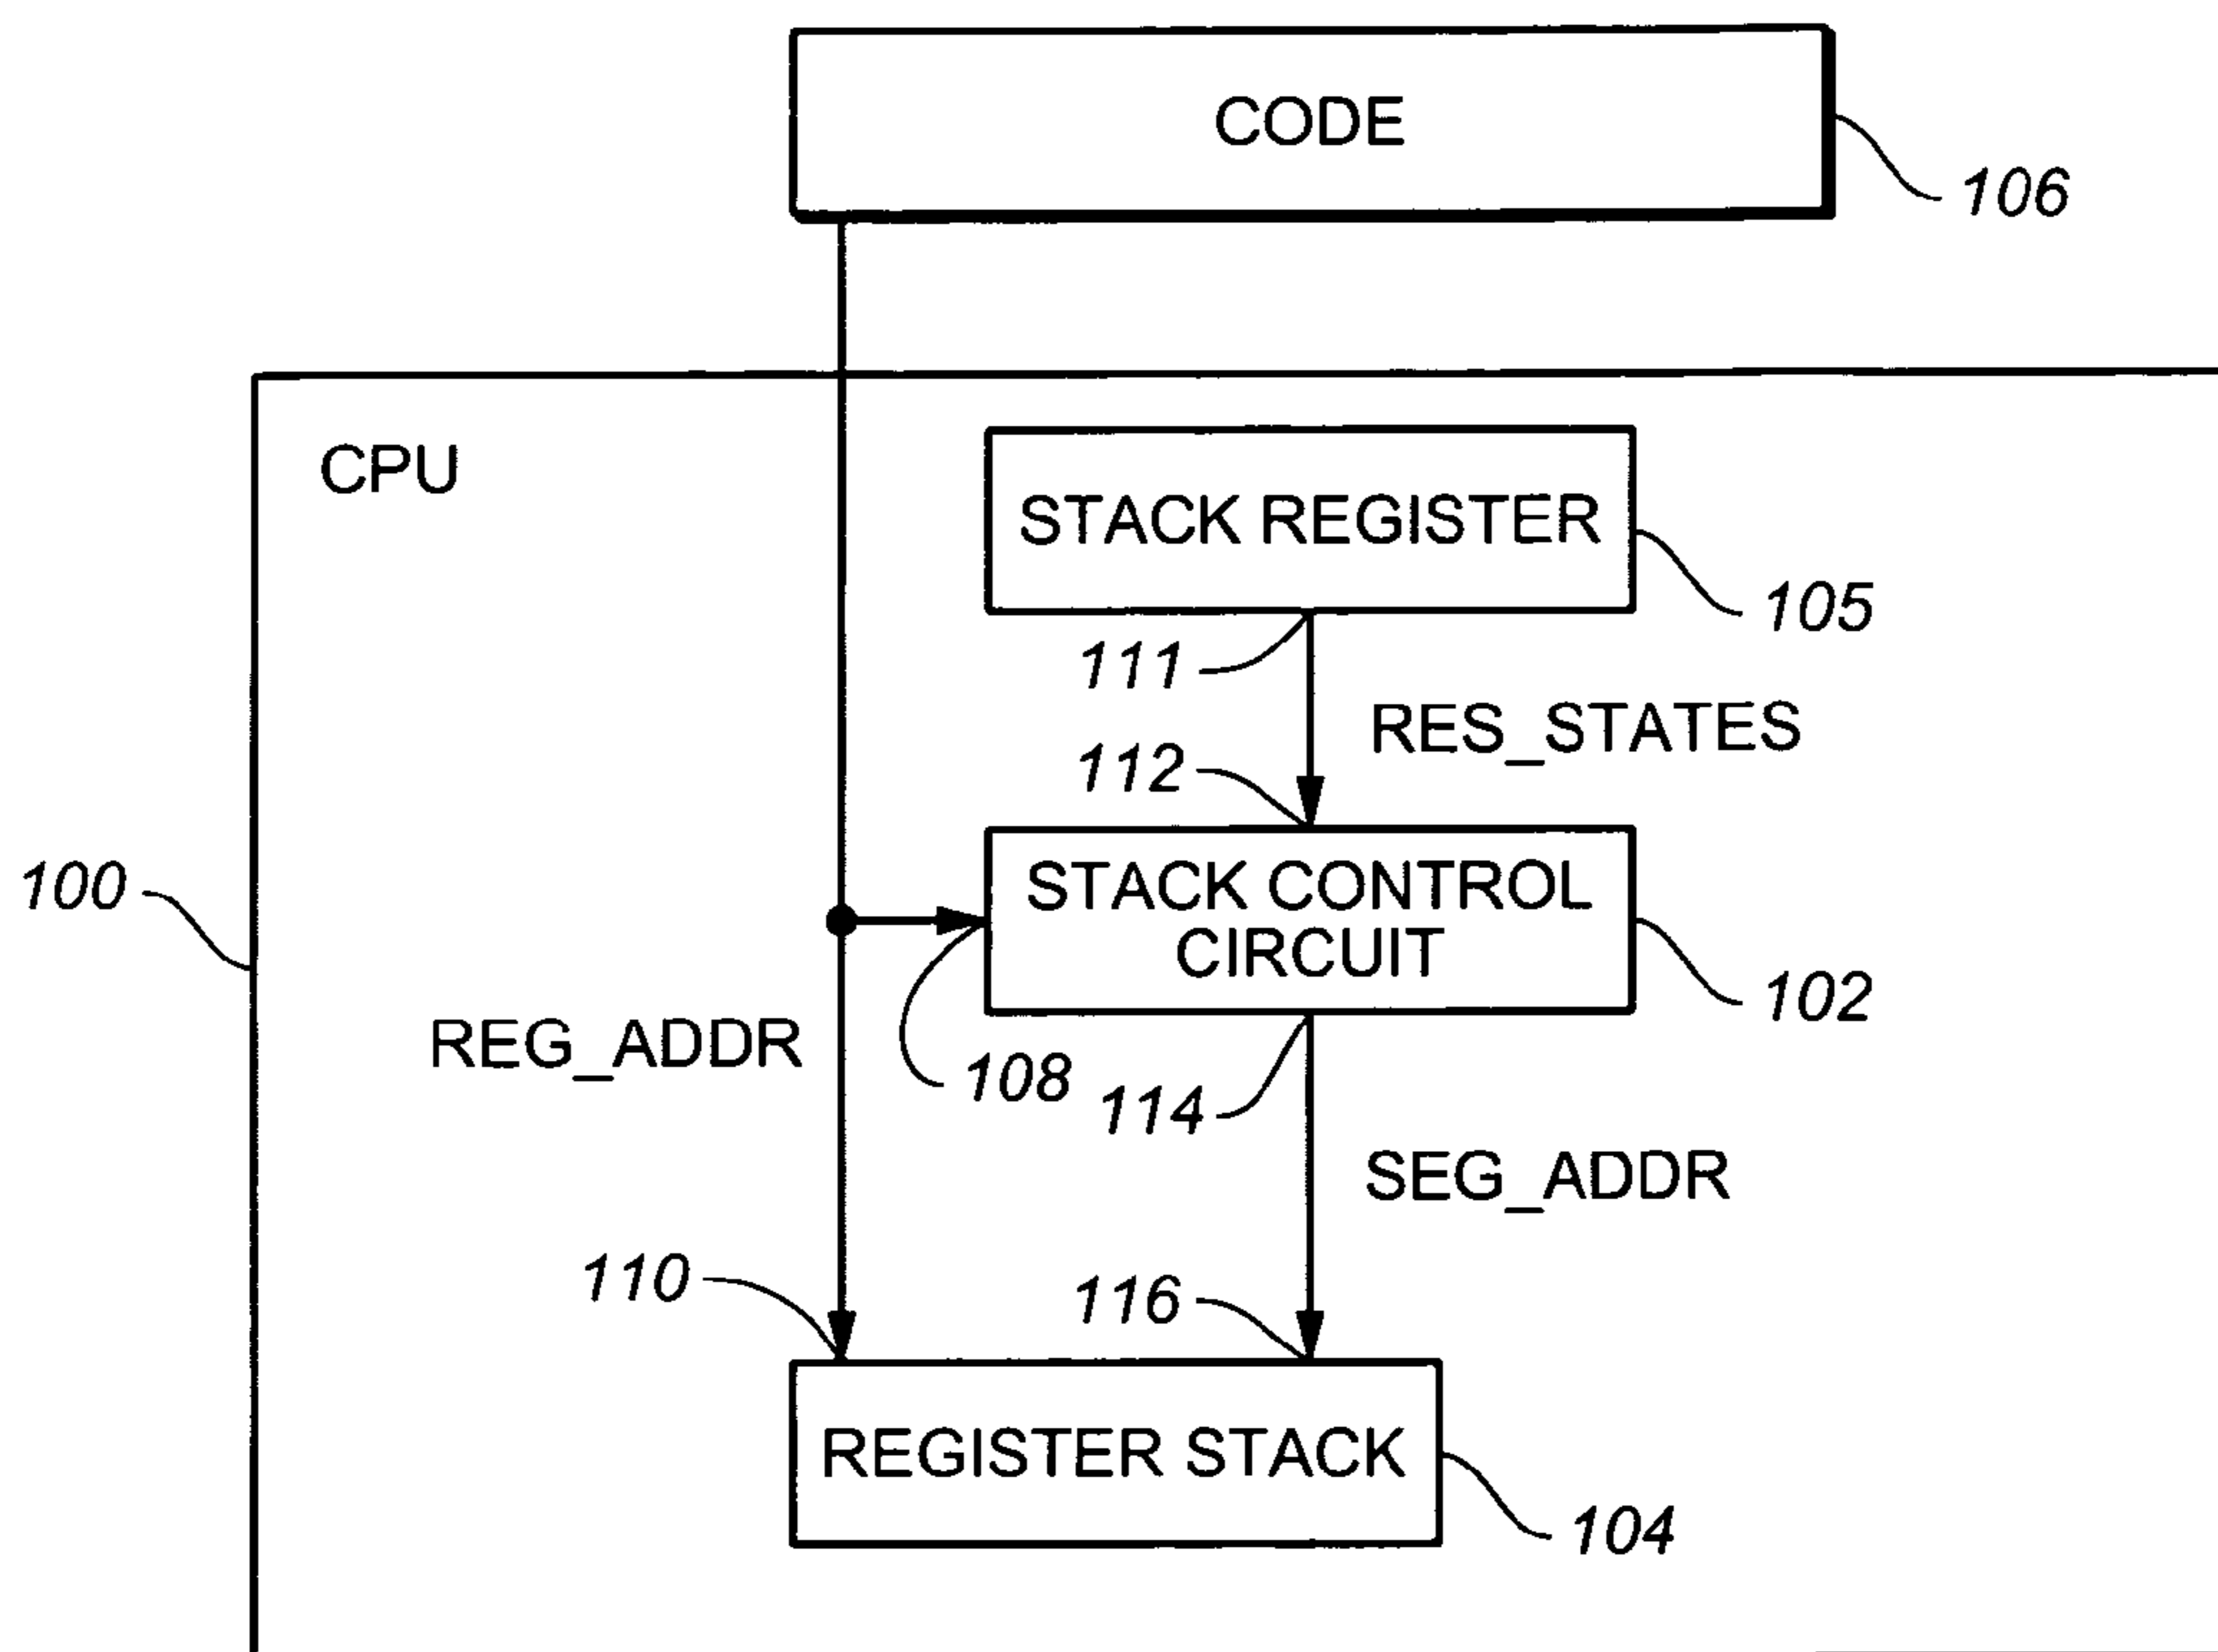 CODE
106
CPU
STACK REGISTER
105
111
RES_STATES
112
100
STACK CONTROL
CIRCUIT
102
REG_ADDR
108
114
SEG_ADDR
110
116
REGISTER STACK
104